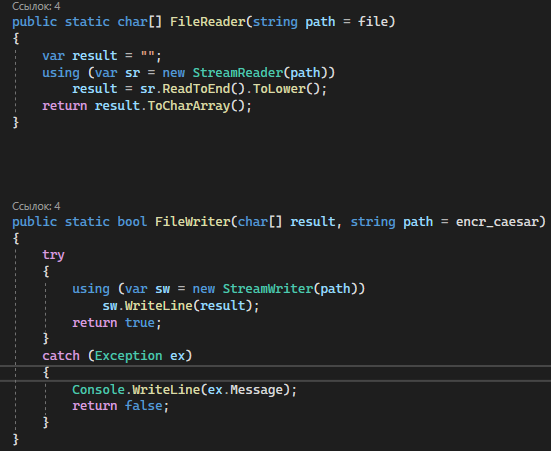 Ссылок: 4
public static char[] FileReader(string path = file)
{
var result = "";
using (var sr = new StreamReader(path))
result = sr.ReadToEnd().ToLower();
return result.ToCharArray();
}
Ссылок: 4
public static bool FileWriter(char[] result, string path = encr_caesar)
{
try
{
using (var sw = new StreamWriter(path))
sw.WriteLine(result);
return true;
}
catch (Exception ex)
{
Console.WriteLine(ex.Message);
return false;
}
}